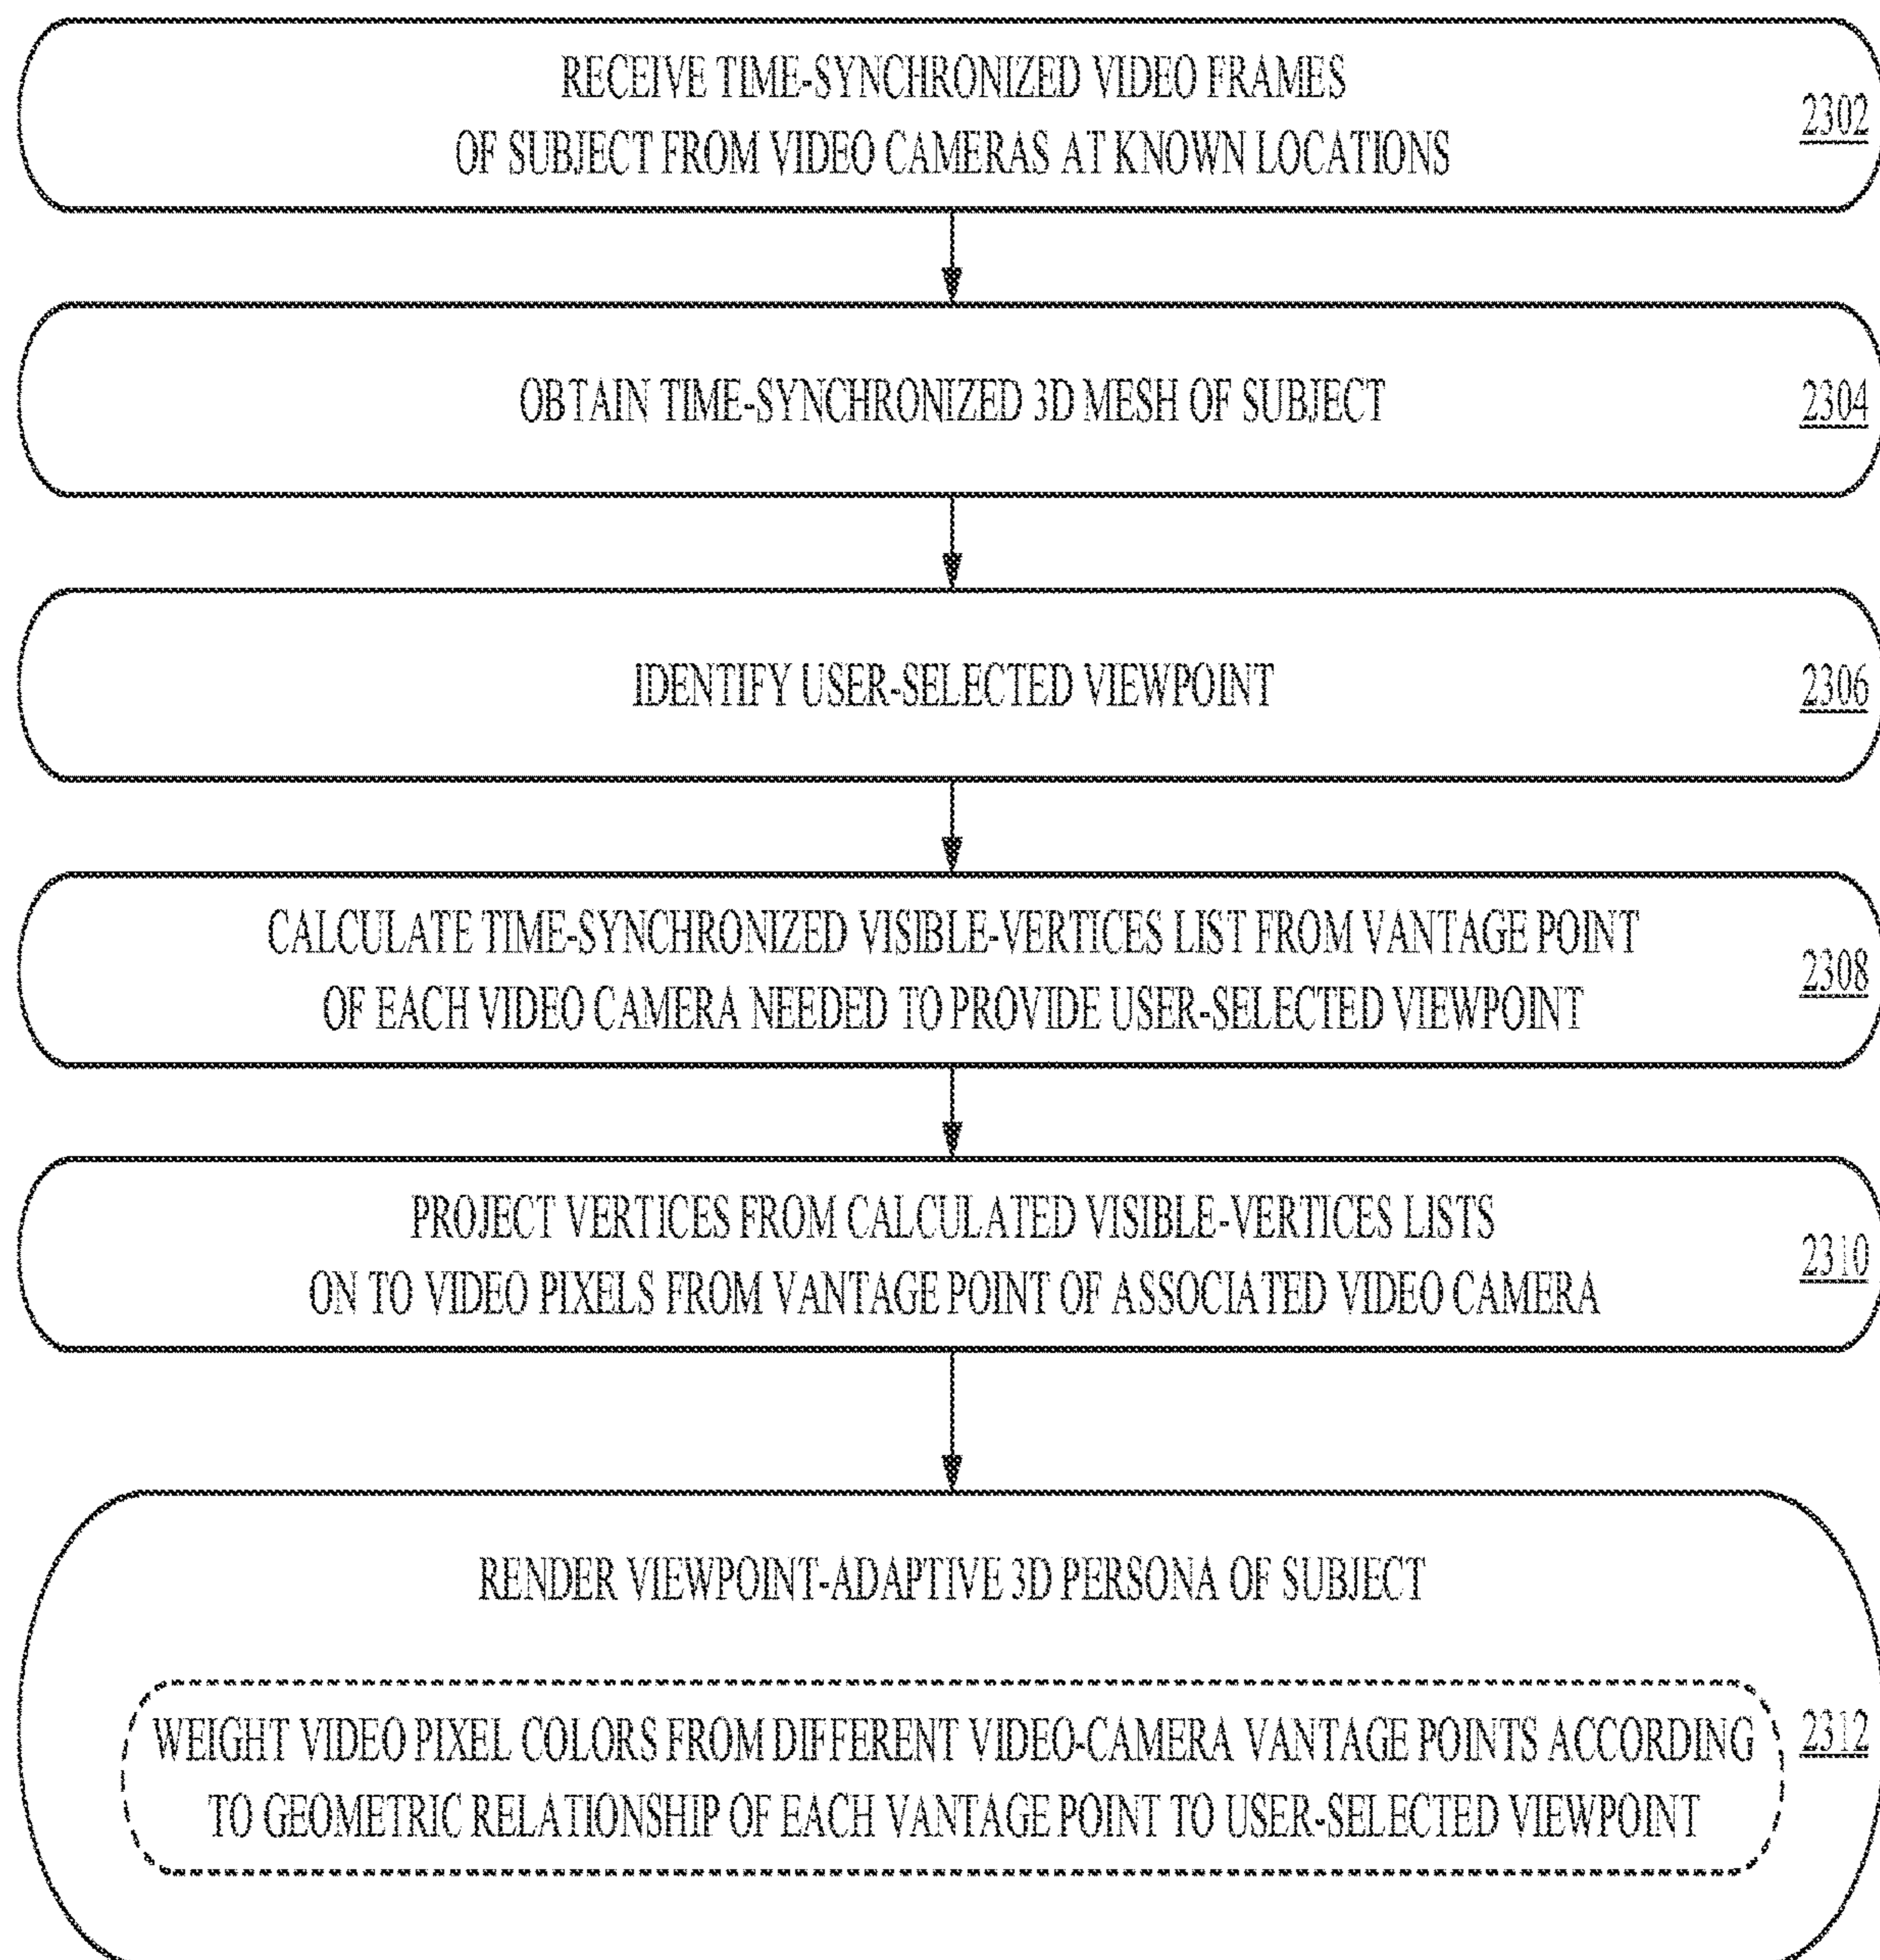 RECEIVE TIME-SYNCHRONIZED VIDEO FRAMES
OF SUBJECT FROM VIDEO CAMERAS AT KNOWN LOCATIONS
2302
OBTAIN TIME-SYNCHRONIZED 3D MESH OF SUBJECT
2304
IDENTIFY USER-SELECTED VIEWPOINT
2306
CALCULATE TIME-SYNCHRONIZED VISIBLE-VERTICES LIST FROM VANTAGE POINT
OF EACH VIDEO CAMERA NEEDED TO PROVIDE USER-SELECTED VIEWPOINT
2308
PROJECT VERTICES FROM CALCULATED VISIBLE-VERTICES LISTS
ON TO VIDEO PIXELS FROM VANTAGE POINT OF ASSOCIATED VIDEO CAMERA
2310
RENDER VIEWPOINT-ADAPTIVE 3D PERSONA OF SUBJECT
WEIGHT VIDEO PIXEL COLORS FROM DIFFERENT VIDEO-CAMERA VANTAGE POINTS ACCORDING
TO GEOMETRIC RELATIONSHIP OF EACH VANTAGE POINT TO USER-SELECTED VIEWPOINT
2312